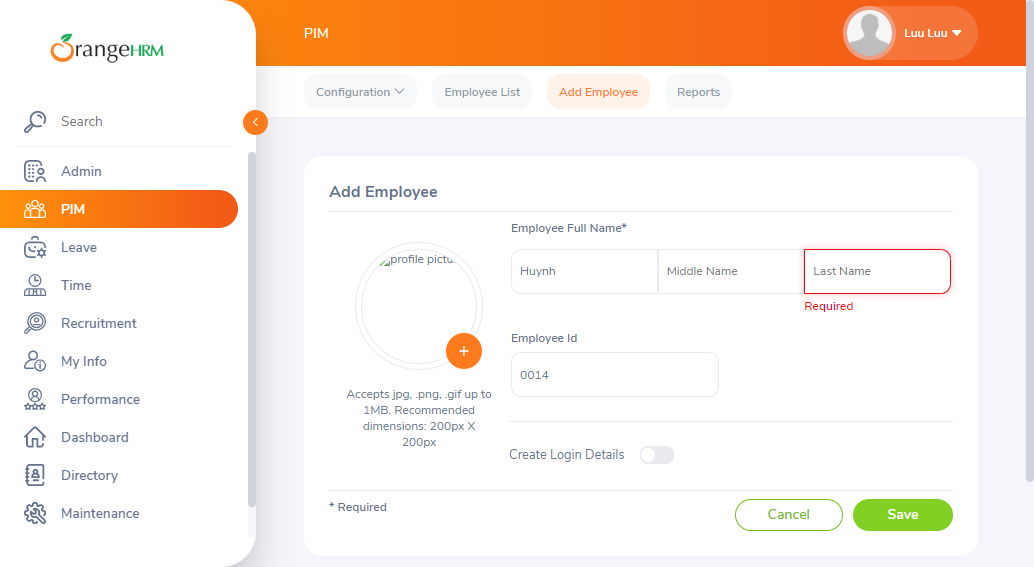 OrangeHRM
Search
Admin
PIM
Leave
Time
Recruitment
My Info
Performance
Dashboard
Directory
Maintenance
PIM
Luu Luu
Configuration
Employee List
Add Employee
Reports
Add Employee
profile pictu
Accepts jpg, .png, .gif up to
1MB. Recommended
dimensions: 200px X
200px
Employee Full Name*
Huynh
Middle Name
Last Name
Required
Employee Id
0014
Create Login Details
* Required
Cancel
Save